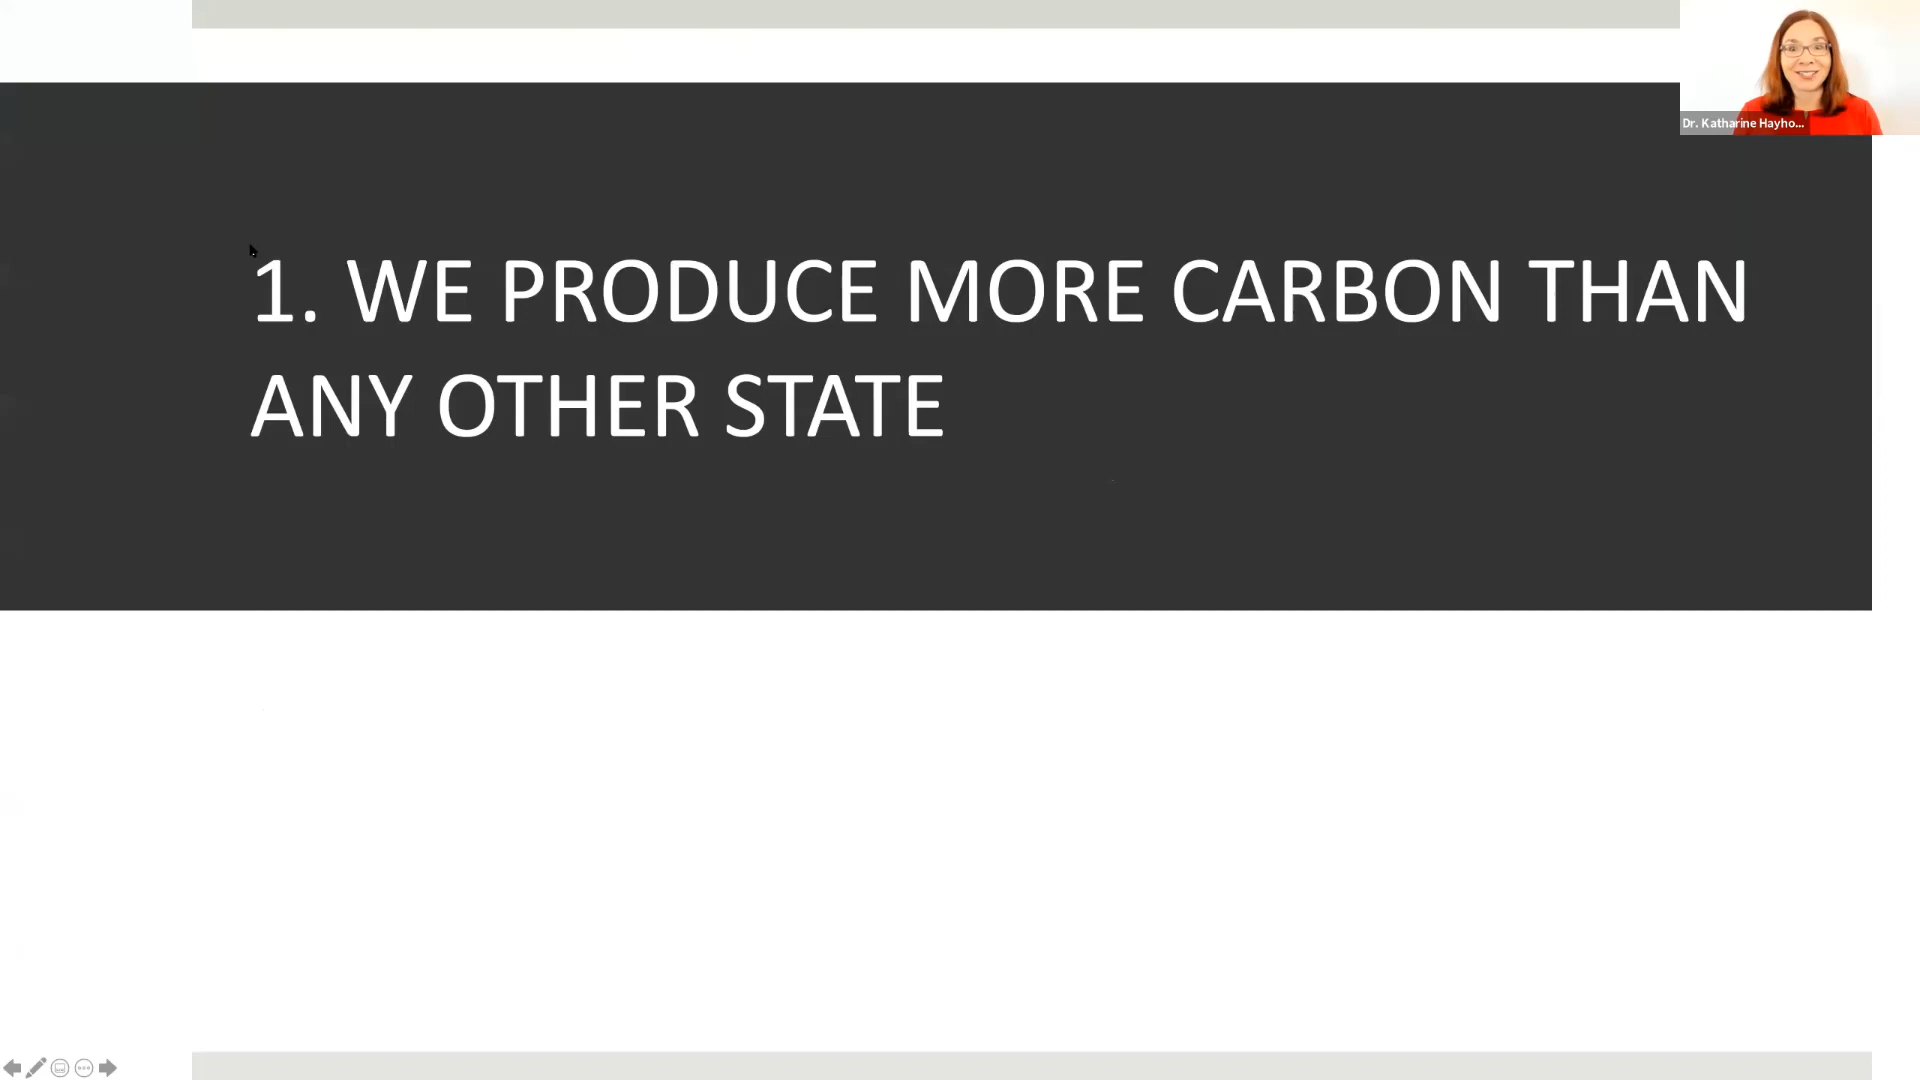 Dr. Katharine Hayho...
1. WE PRODUCE MORE CARBON THAN
ANY OTHER STATE